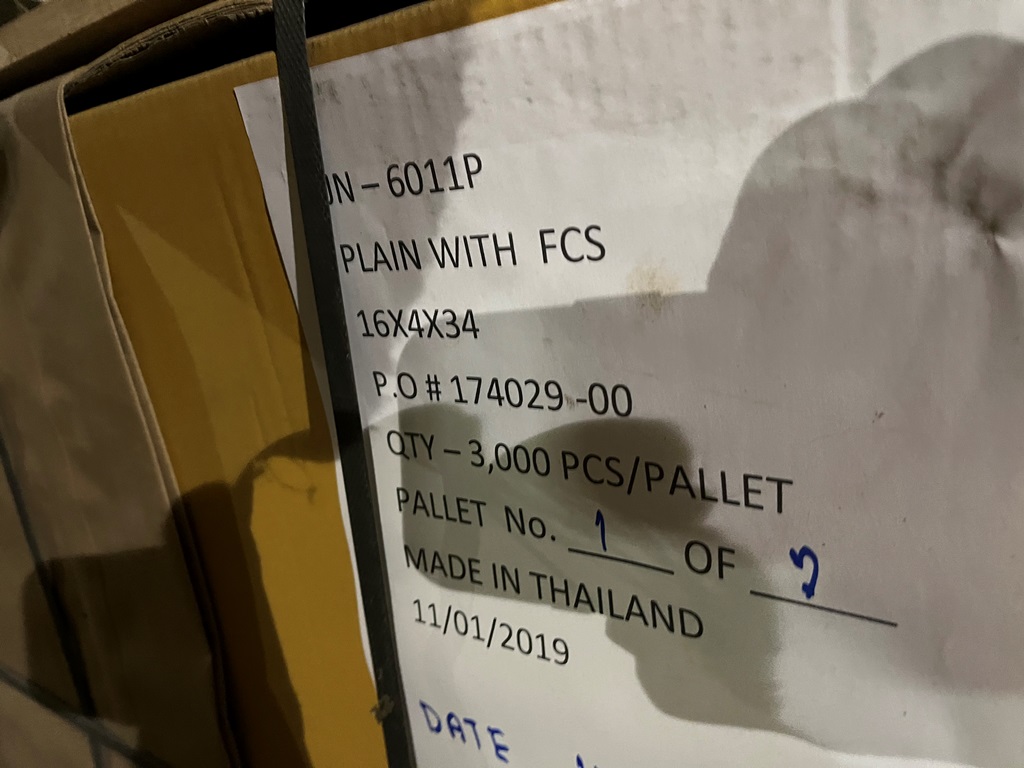 UN – 6011P
PLAIN WITH FCS
16X4X34
P.O # 174029 -00
QTY – 3,000 PCS/PALLET
PALLET No. 1 OF
MADE IN THAILAND
11/01/2019
DATE